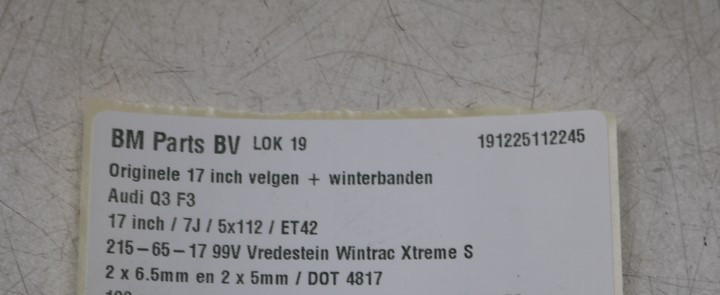 BM Parts BV LOK 19 191225112245
Originele 17 inch velgen + winterbanden
Audi Q3 F3
17 inch / 7J / 5x112 / ET42
215-65-17 99V Vredestein Wintrac Xtreme S
2 x 6.5mm en 2 x 5mm / DOT 4817